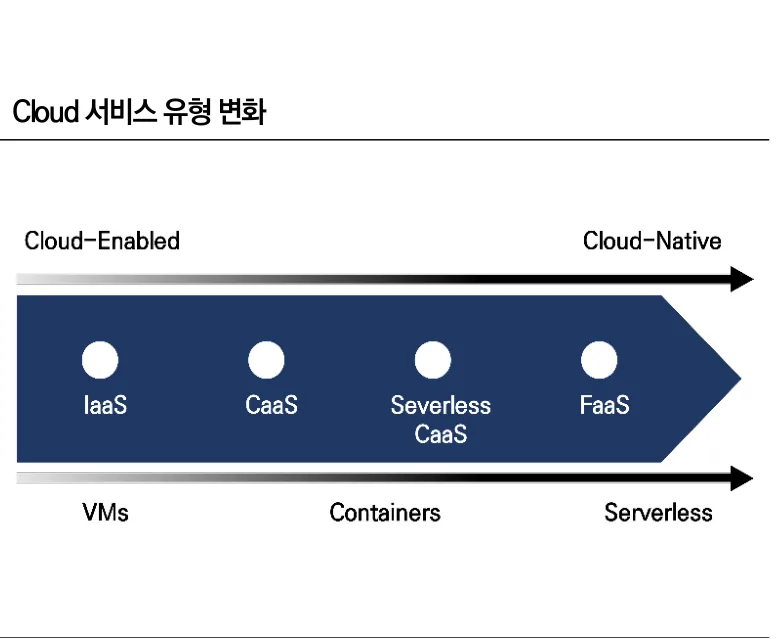 Cloud 서비스 유형 변화
Cloud-Enabled
Cloud-Native
IaaS
CaaS
Severless
CaaS
FaaS
VMs
Containers
Serverless